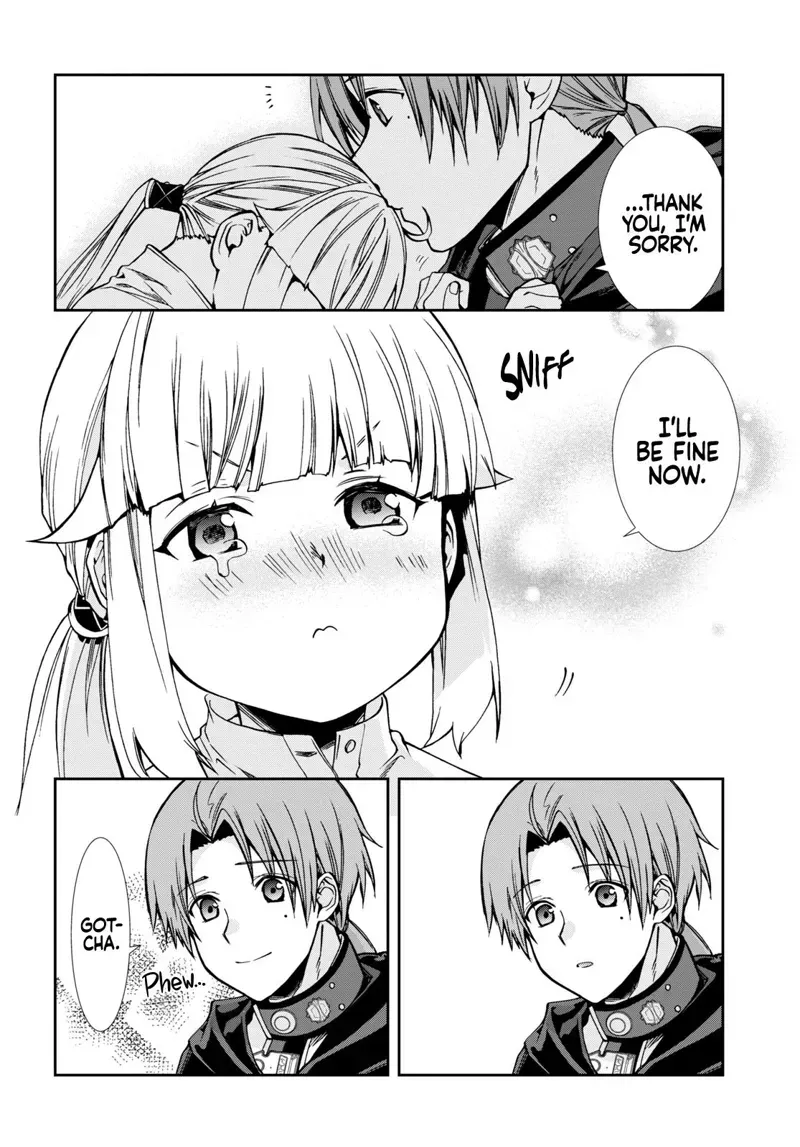 ...THANK
YOU, I'M
SORRY.
SNIFF
I'LL
BE FINE
NOW.
GOT-
CHA.
Phew...